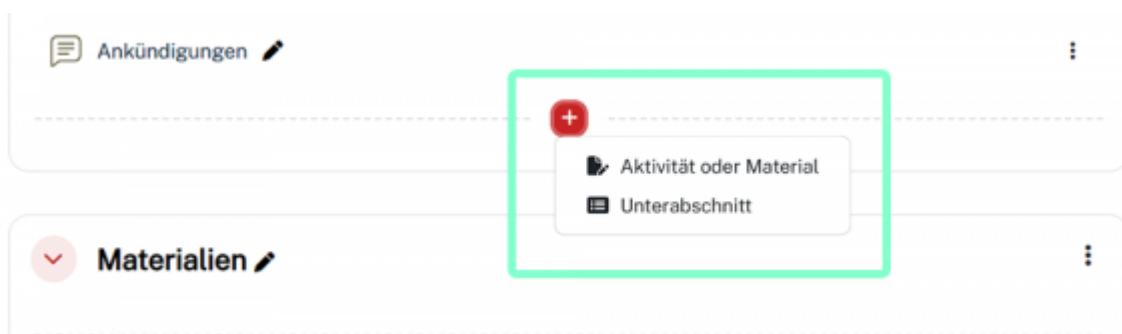 Ankündigungen
+
Aktivität oder Material
Unterabschnitt
Materialien